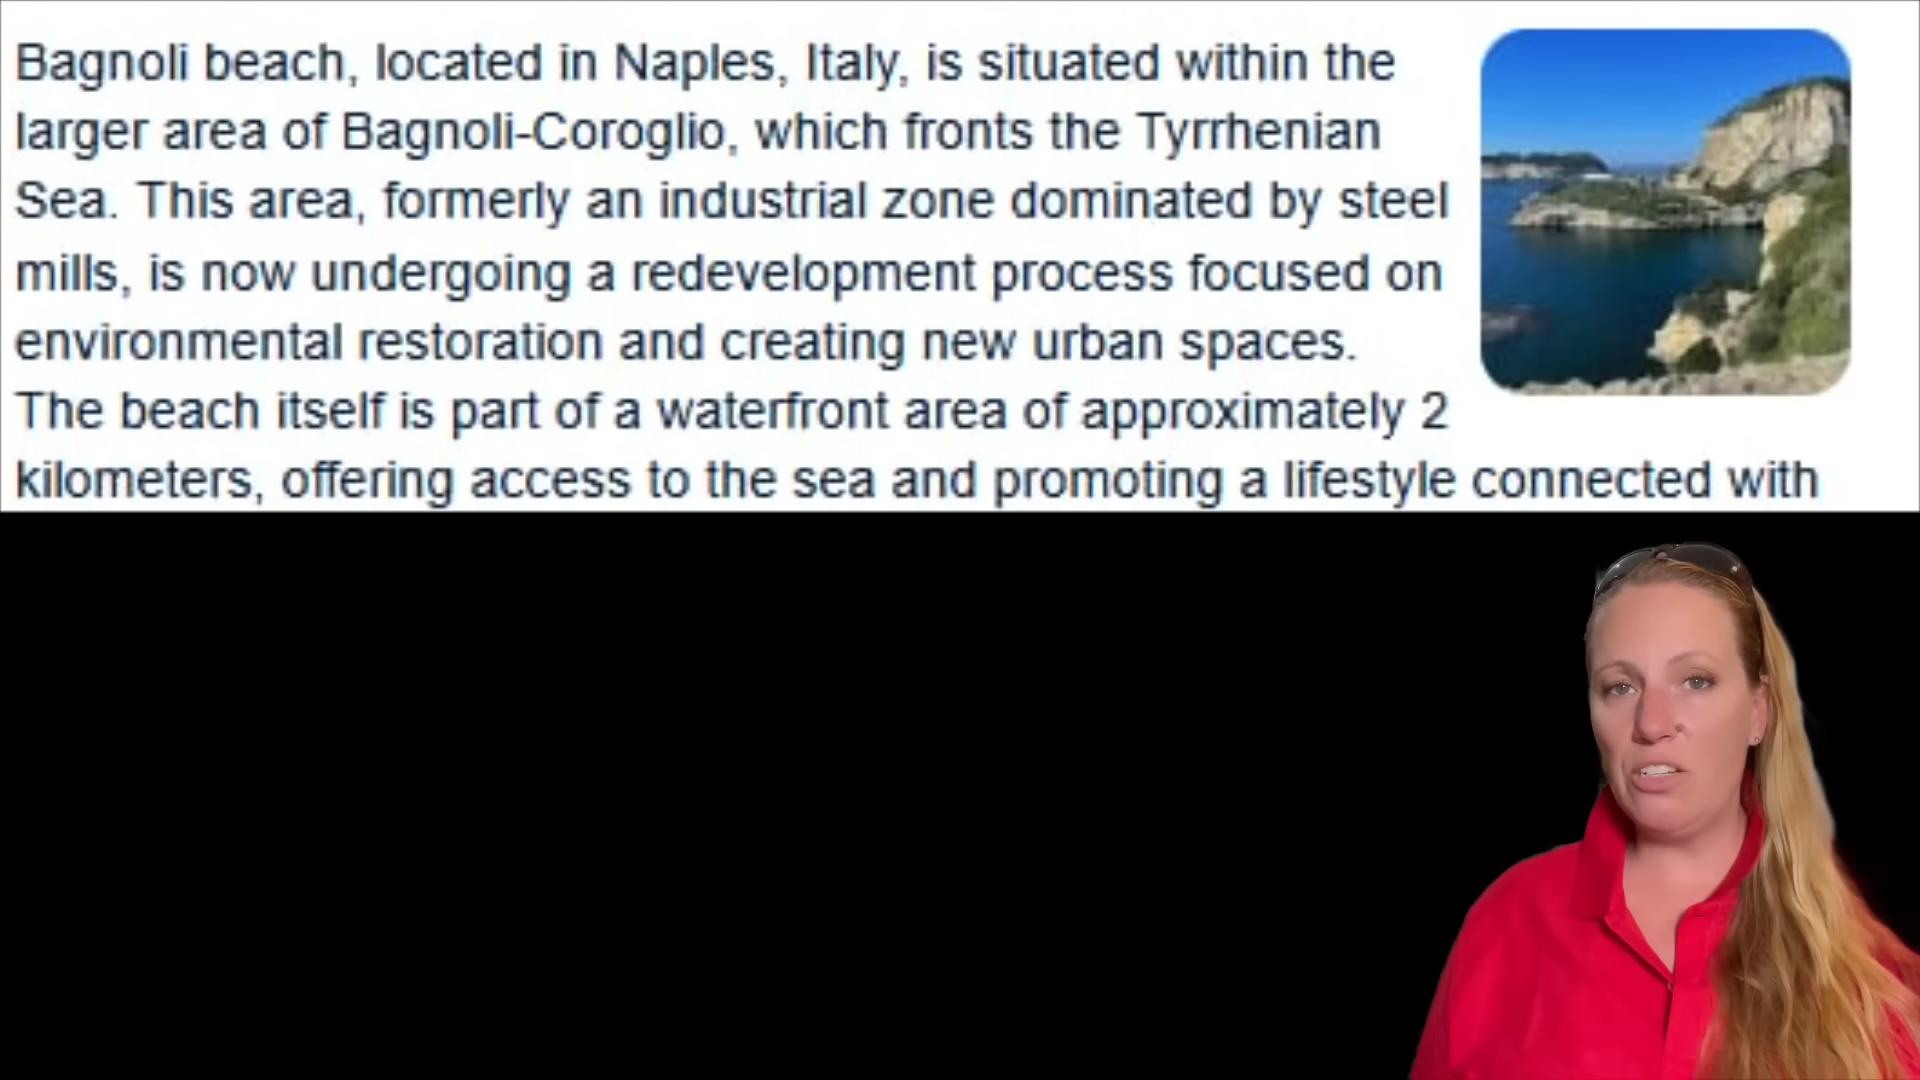 Bagnoli beach, located in Naples, Italy, is situated within the
larger area of Bagnoli-Coroglio, which fronts the Tyrrhenian
Sea. This area, formerly an industrial zone dominated by steel
mills, is now undergoing a redevelopment process focused on
environmental restoration and creating new urban spaces.
The beach itself is part of a waterfront area of approximately 2
kilometers, offering access to the sea and promoting a lifestyle connected with